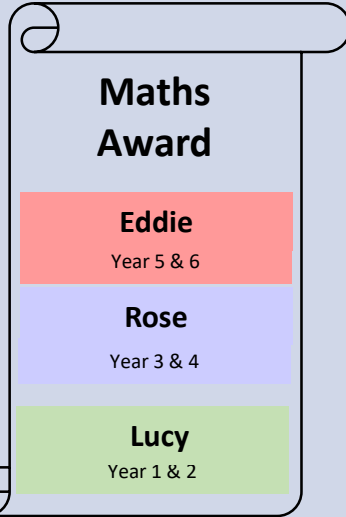 Maths
Award
Eddie
Year 5 & 6
Rose
Year 3 & 4
Lucy
Year 1 & 2